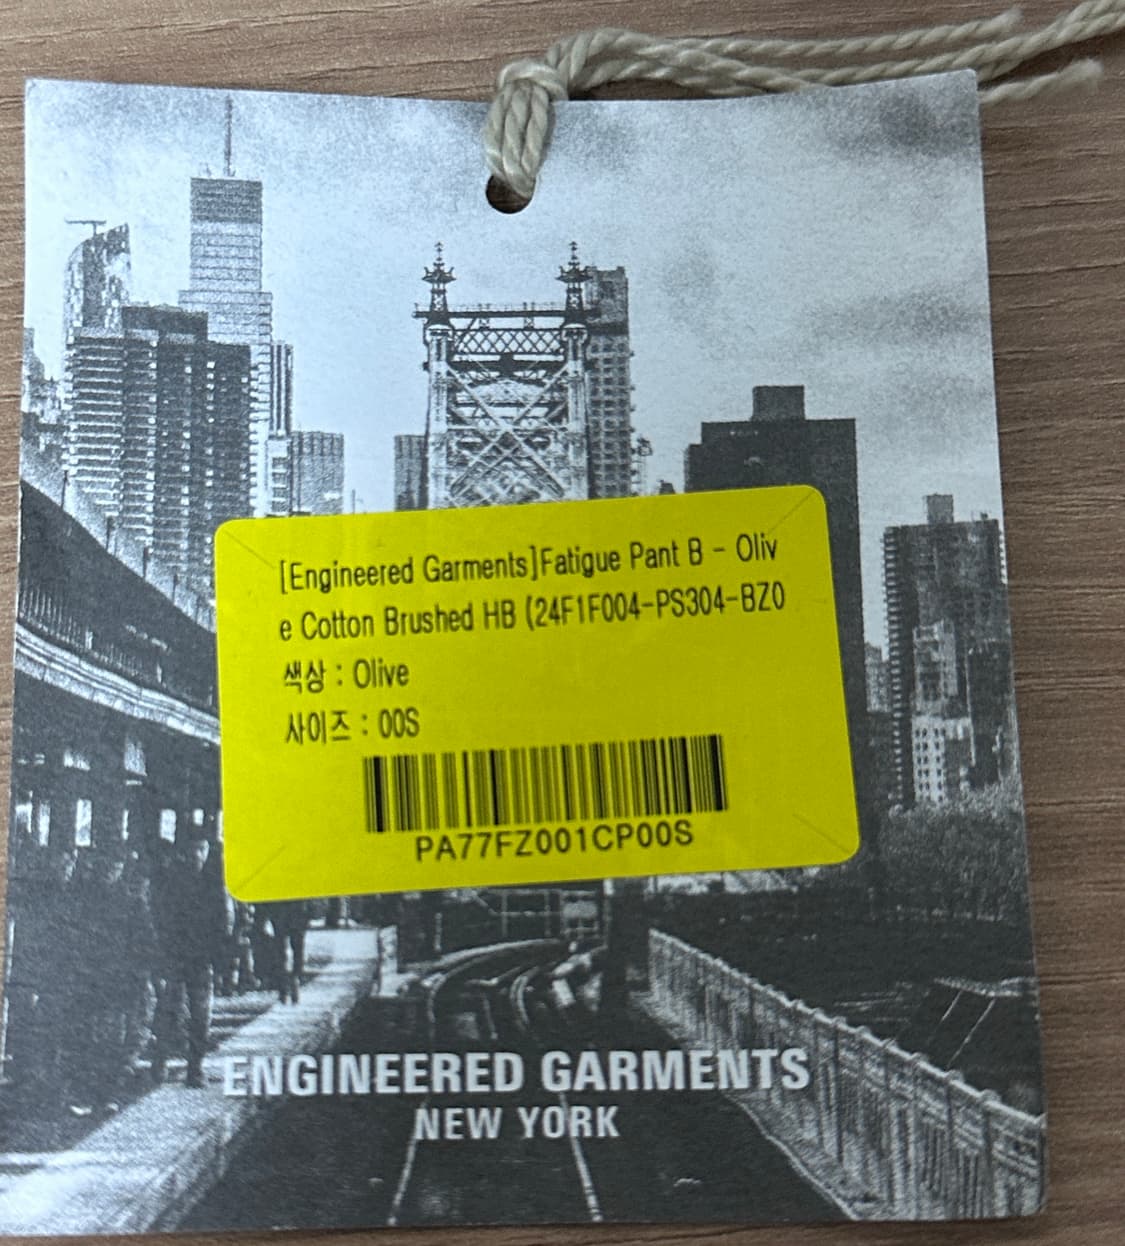 [Engineered Garments]Fatigue Pant B - Oliv
e Cotton Brushed HB (24F1F004-PS304-BZ0
색상 : Olive
사이즈 : 00S
PA77FZ001CP00S
ENGINEERED GARMENTS
NEW YORK